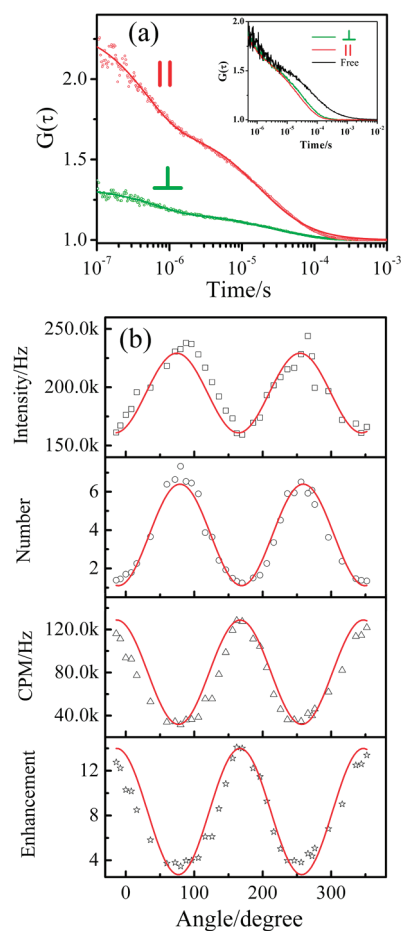 (a)
||
⊥
G(τ)
2.0
1.5
1.0
10⁻⁷ 10⁻⁶ 10⁻⁵ 10⁻⁴ 10⁻³
Time/s
G(τ)
2.0
1.5
1.0
⊥
||
Free
10⁻⁶ 10⁻⁵ 10⁻⁴ 10⁻³ 10⁻²
Time/s
(b)
Intensity/Hz
250.0k
200.0k
150.0k
Number
6
4
2
CPM/Hz
120.0k
80.0k
40.0k
Enhancement
12
8
4
0 100 200 300
Angle/degree